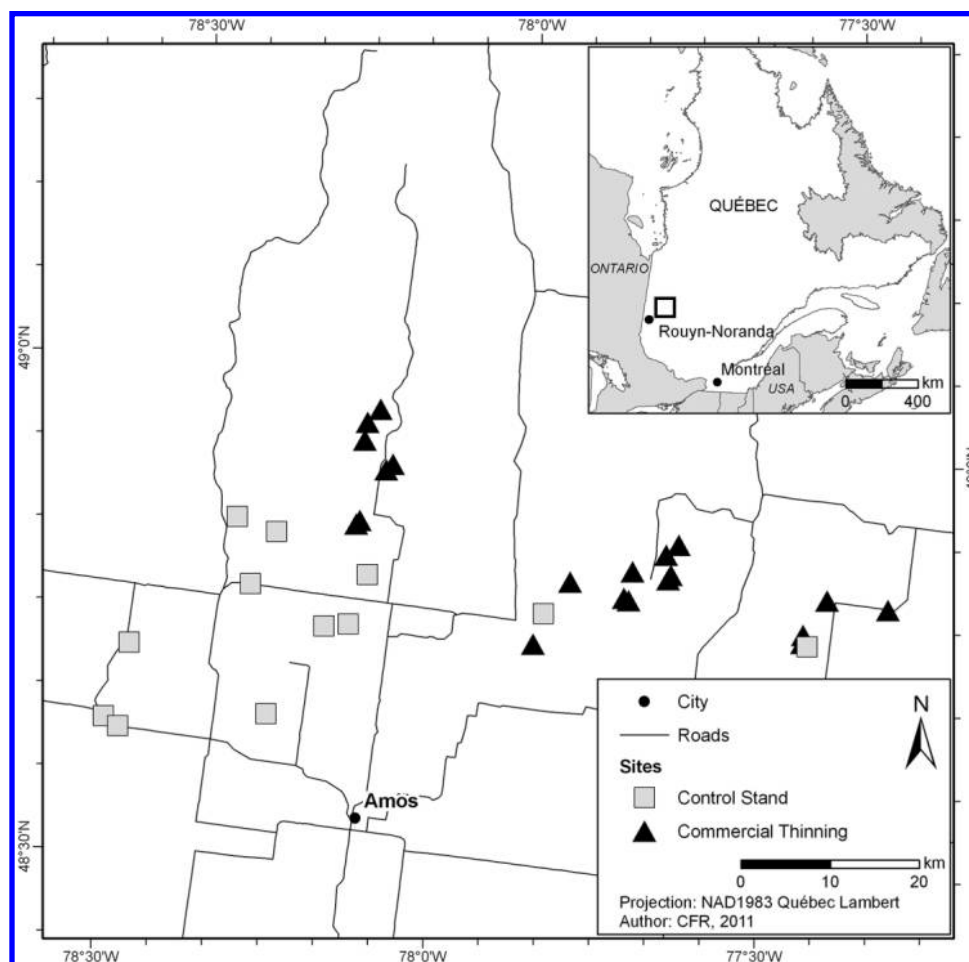 78°30'W 78°0'W 77°30'W
QUÉBEC
ONTARIO
Rouyn-Noranda
Montréal
USA
km
0 400
49°0'N
City
Roads
N
Sites
Control Stand
Commercial Thinning
km
0 10 20
Projection: NAD1983 Québec Lambert
Author: CFR, 2011
Amos
48°30'N
78°30'W 78°0'W 77°30'W